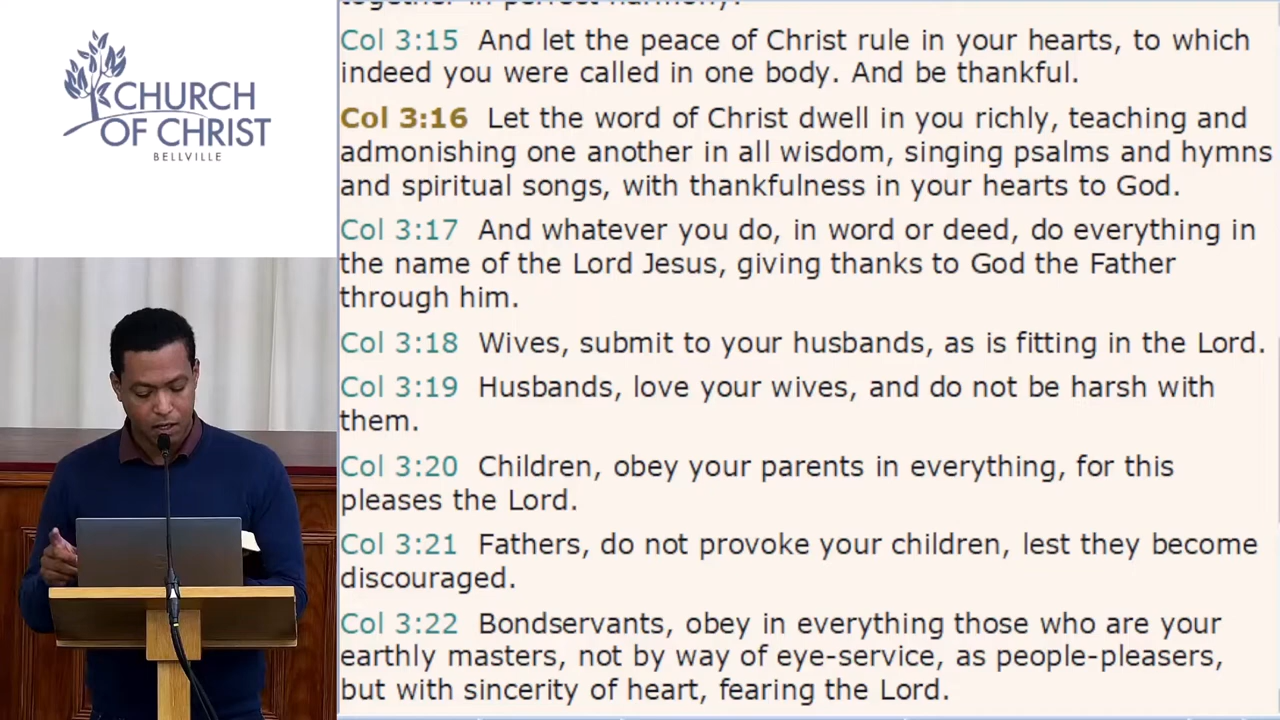 CHURCH
OF CHRIST
BELLVILLE
together in perfect harmony.
Col 3:15 And let the peace of Christ rule in your hearts, to which
indeed you were called in one body. And be thankful.
Col 3:16 Let the word of Christ dwell in you richly, teaching and
admonishing one another in all wisdom, singing psalms and hymns
and spiritual songs, with thankfulness in your hearts to God.
Col 3:17 And whatever you do, in word or deed, do everything in
the name of the Lord Jesus, giving thanks to God the Father
through him.
Col 3:18 Wives, submit to your husbands, as is fitting in the Lord.
Col 3:19 Husbands, love your wives, and do not be harsh with
them.
Col 3:20 Children, obey your parents in everything, for this
pleases the Lord.
Col 3:21 Fathers, do not provoke your children, lest they become
discouraged.
Col 3:22 Bondservants, obey in everything those who are your
earthly masters, not by way of eye-service, as people-pleasers,
but with sincerity of heart, fearing the Lord.